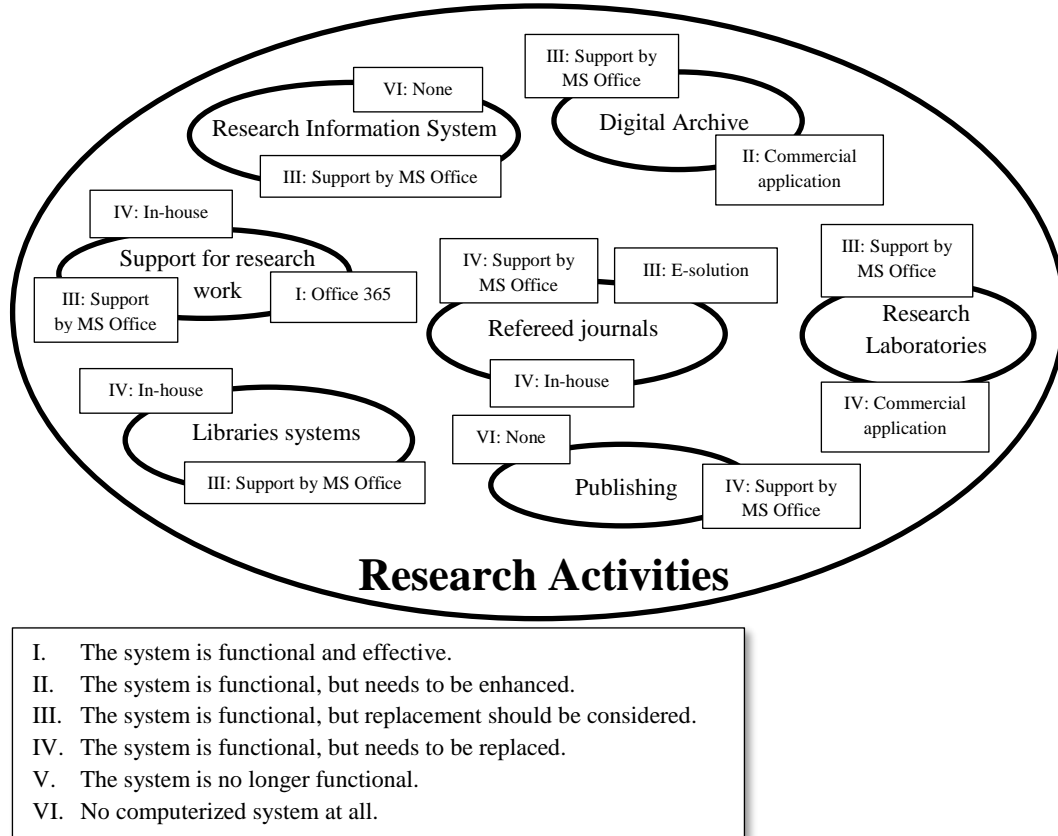 III: Support by
MS Office
VI: None
Research Information System
Digital Archive
III: Support by MS Office
II: Commercial
application
IV: In-house
Support for research
work
III: Support
by MS Office
I: Office 365
IV: Support by
MS Office
III: E-solution
Refereed journals
IV: In-house
III: Support by
MS Office
Research
Laboratories
IV: Commercial
application
IV: In-house
Libraries systems
III: Support by MS Office
VI: None
Publishing
IV: Support by
MS Office
Research Activities
I. The system is functional and effective.
II. The system is functional, but needs to be enhanced.
III. The system is functional, but replacement should be considered.
IV. The system is functional, but needs to be replaced.
V. The system is no longer functional.
VI. No computerized system at all.